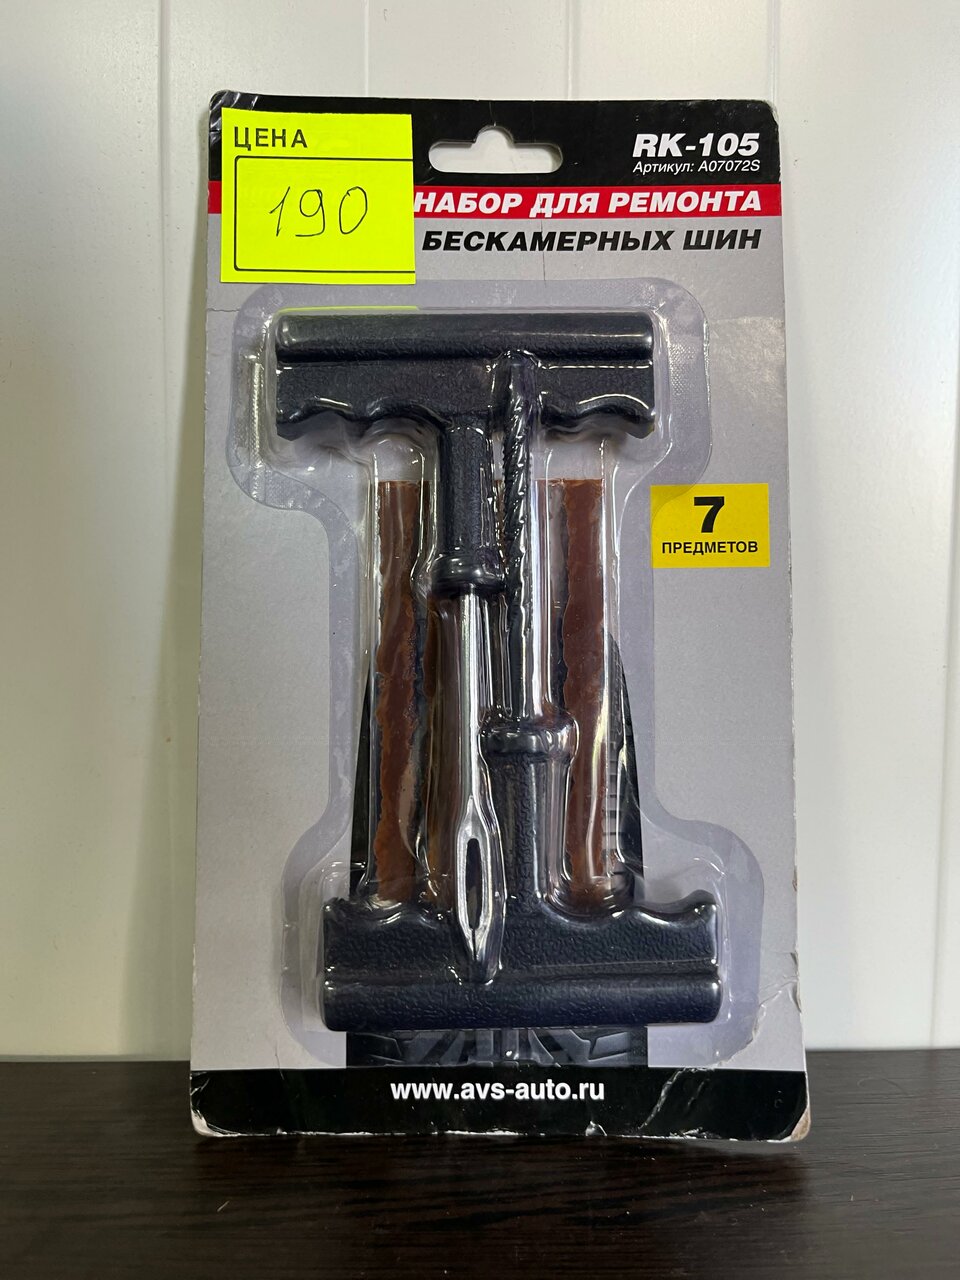 ЦЕНА
190
RK-105
Артикул: A07072S
НАБОР ДЛЯ РЕМОНТА
БЕСКАМЕРНЫХ ШИН
7
ПРЕДМЕТОВ
www.avs-auto.ru